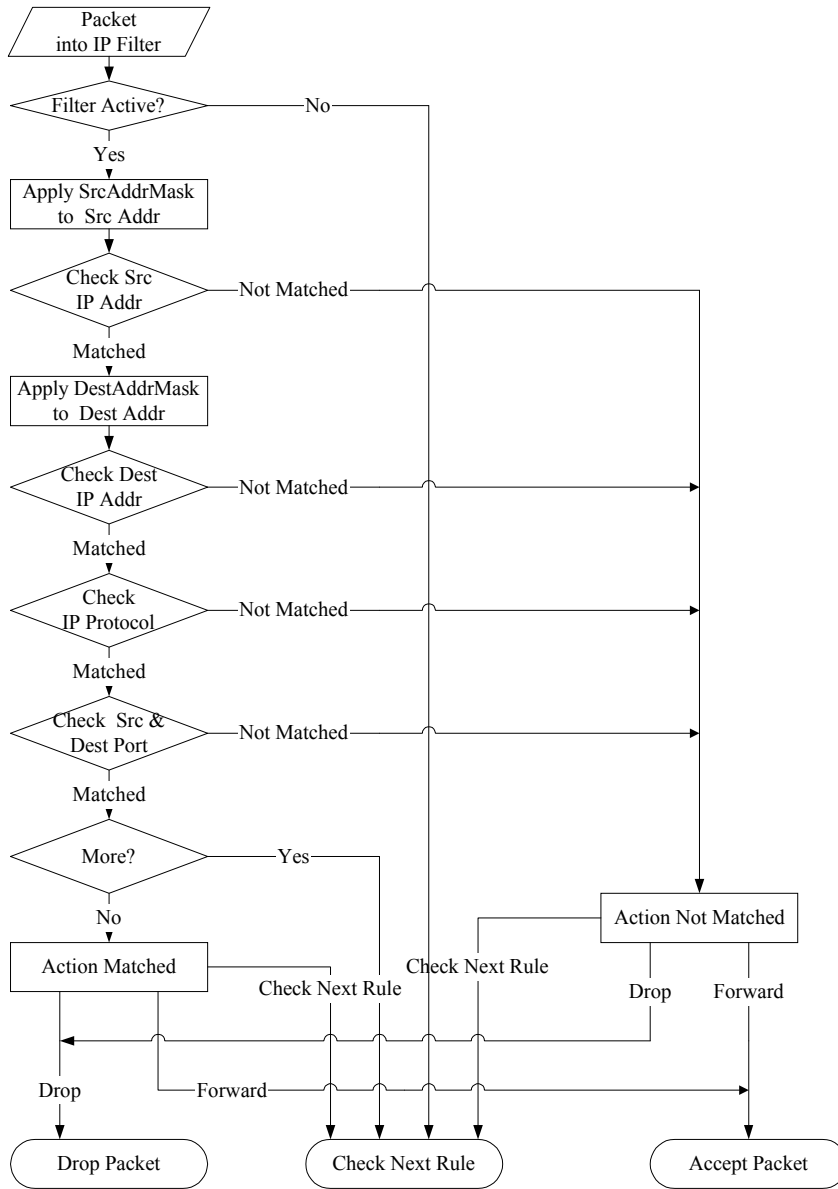 Packet
into IP Filter
Filter Active?
No
Yes
Apply SrcAddrMask
to Src Addr
Check Src
IP Addr
Not Matched
Matched
Apply DestAddrMask
to Dest Addr
Check Dest
IP Addr
Not Matched
Matched
Check
IP Protocol
Not Matched
Matched
Check Src &
Dest Port
Not Matched
Matched
More?
Yes
No
Action Not Matched
Action Matched
Check Next Rule
Check Next Rule
Drop
Forward
Drop
Forward
Drop Packet
Check Next Rule
Accept Packet